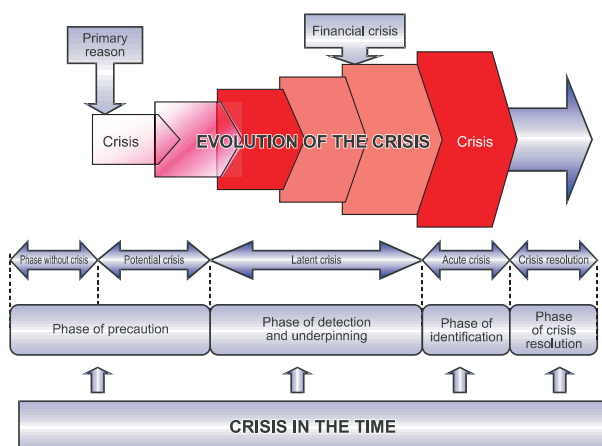 Primary
reason
Financial crisis
Crisis
EVOLUTION OF THE CRISIS
Crisis
Phase without crisis
Potential crisis
Latent crisis
Acute crisis
Crisis resolution
Phase of precaution
Phase of detection
and underpinning
Phase of
identification
Phase
of crisis
resolution
CRISIS IN THE TIME